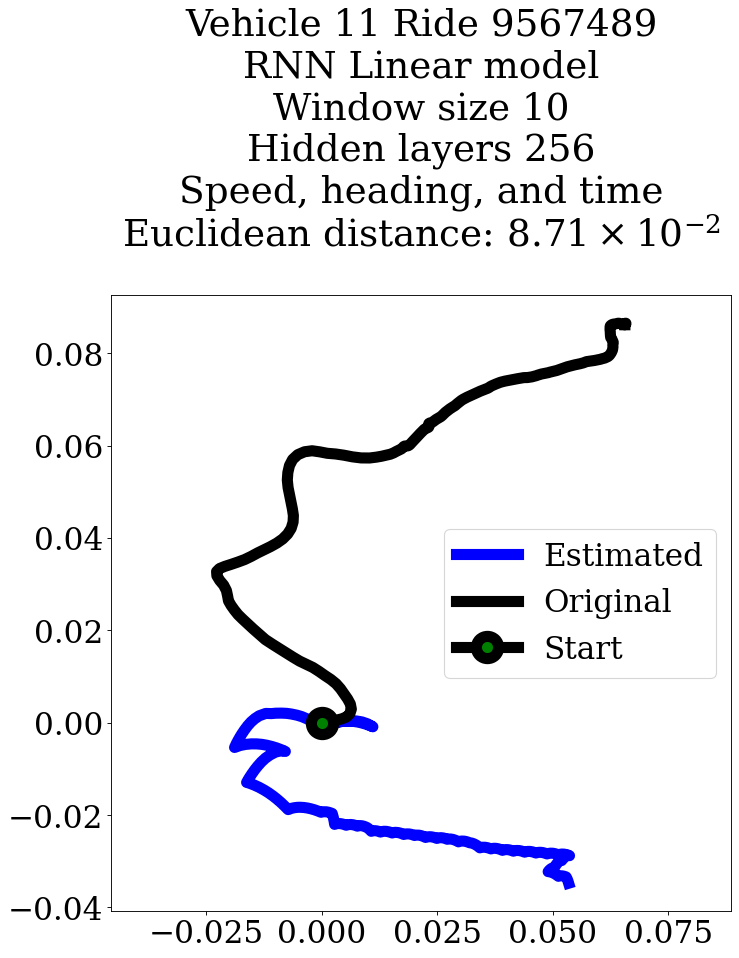 Vehicle 11 Ride 9567489
RNN Linear model
Window size 10
Hidden layers 256
Speed, heading, and time
Euclidean distance: 8.71 × 10⁻²
0.08
0.06
0.04
0.02
0.00
−0.02
−0.04
Estimated
Original
Start
−0.025 0.000 0.025 0.050 0.075